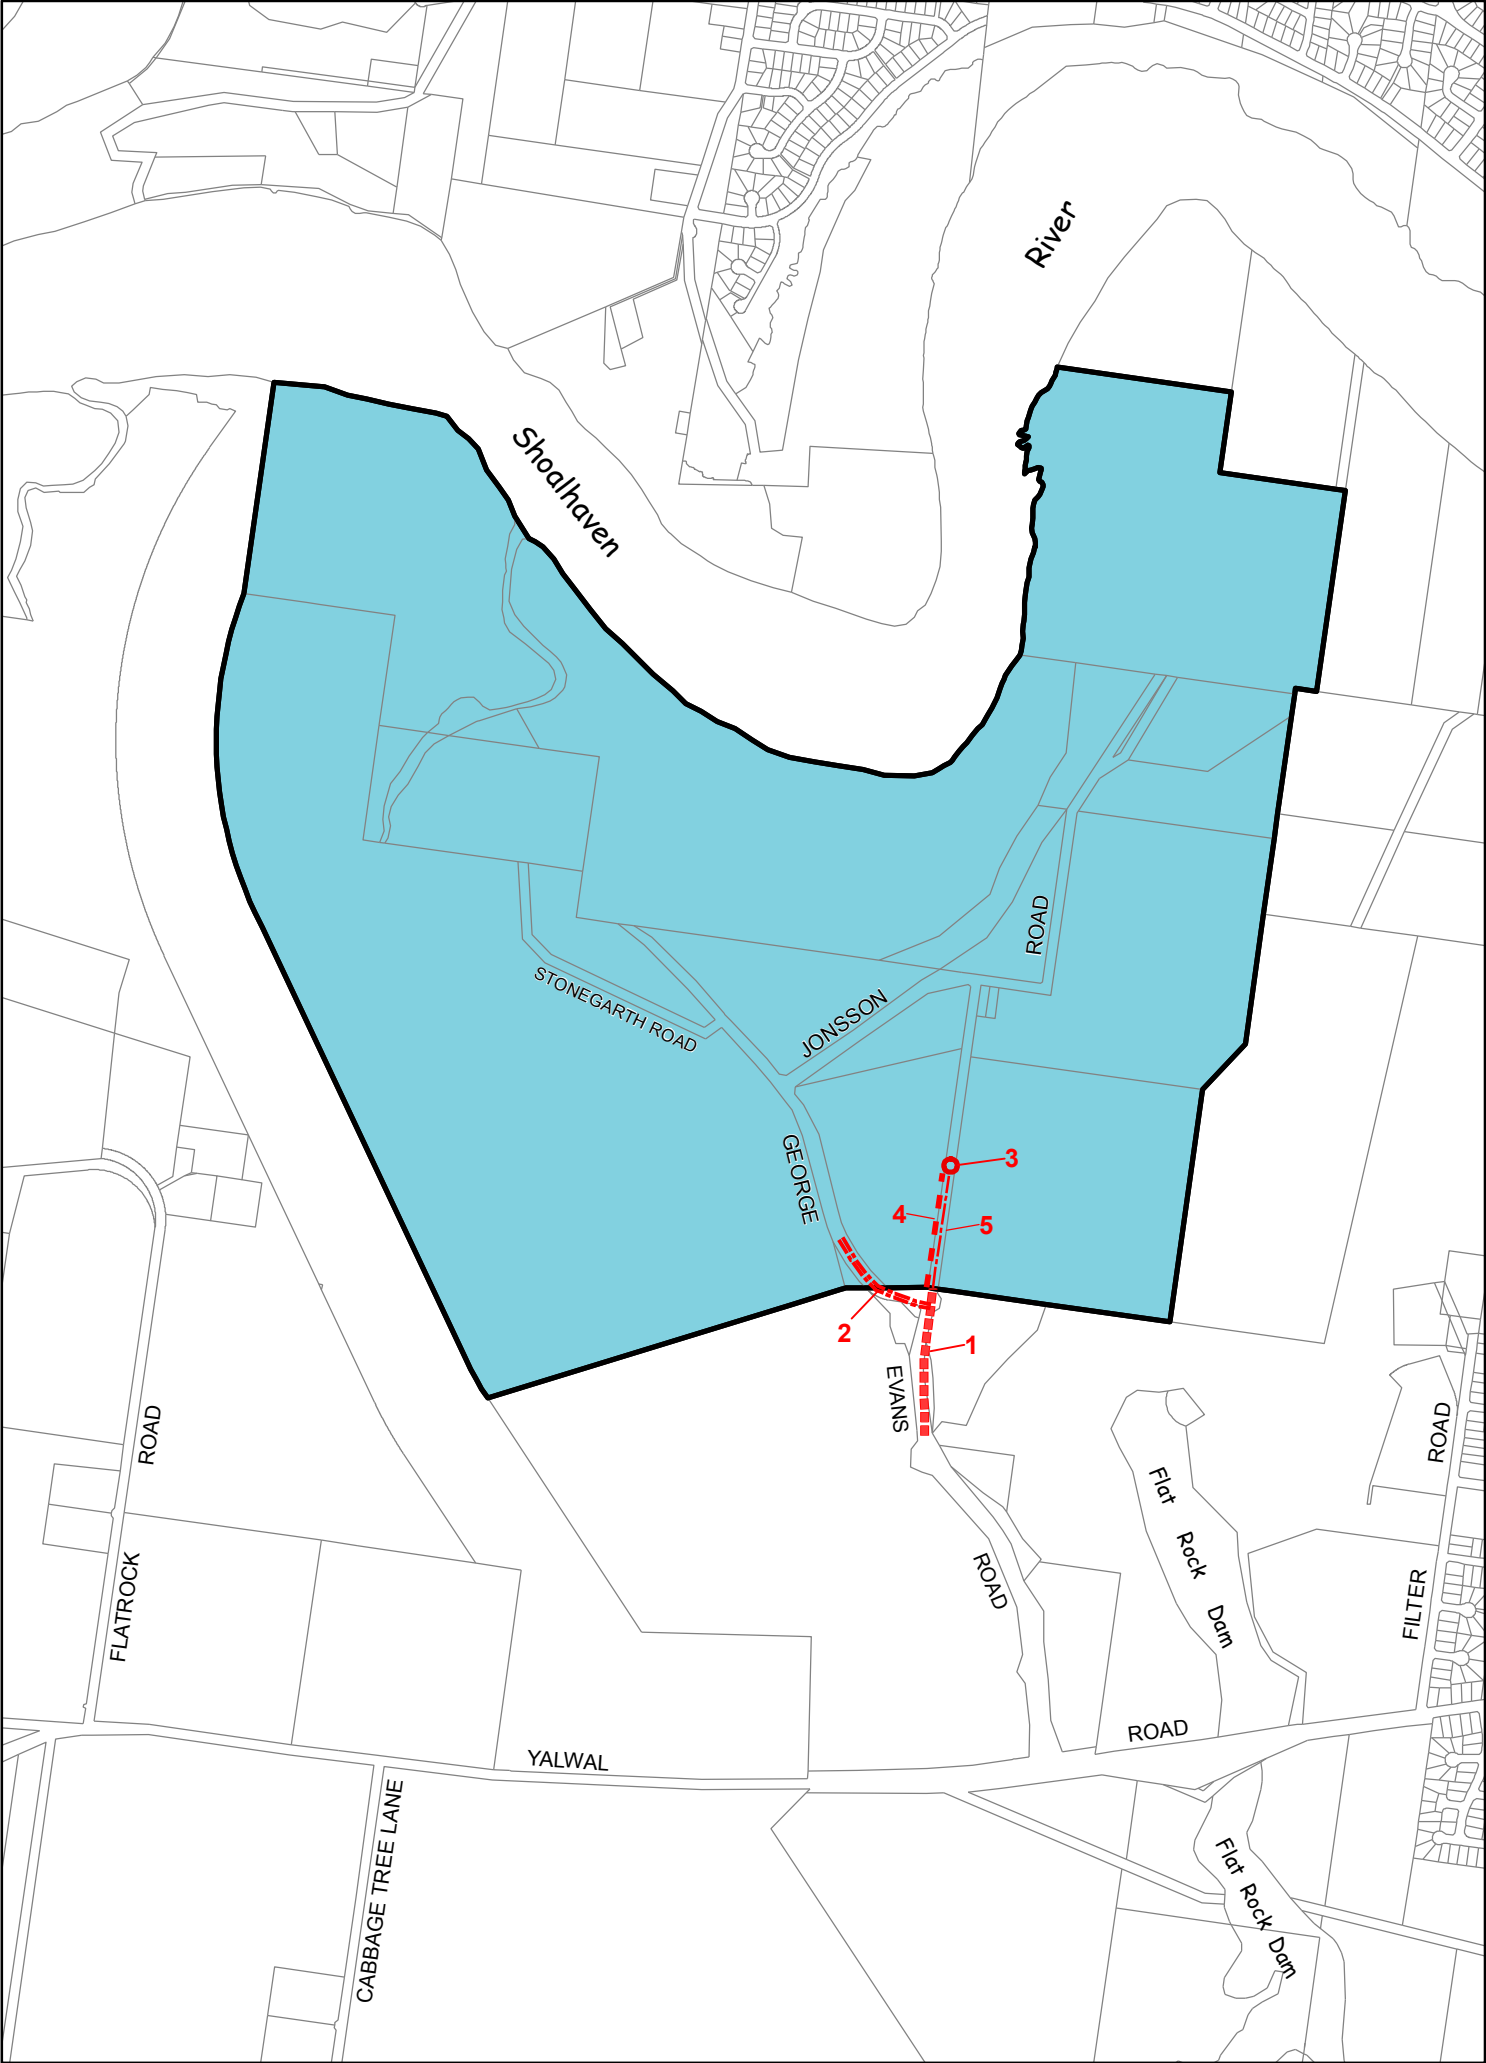 River
Shoalhaven
ROAD
STONEGARTH ROAD
JONSSON
GEORGE
3
4
5
2
1
EVANS
ROAD
ROAD
Flat Rock Dam
ROAD
FLATROCK
FILTER
ROAD
YALWAL
CABBAGE TREE LANE
Flat Rock Dam